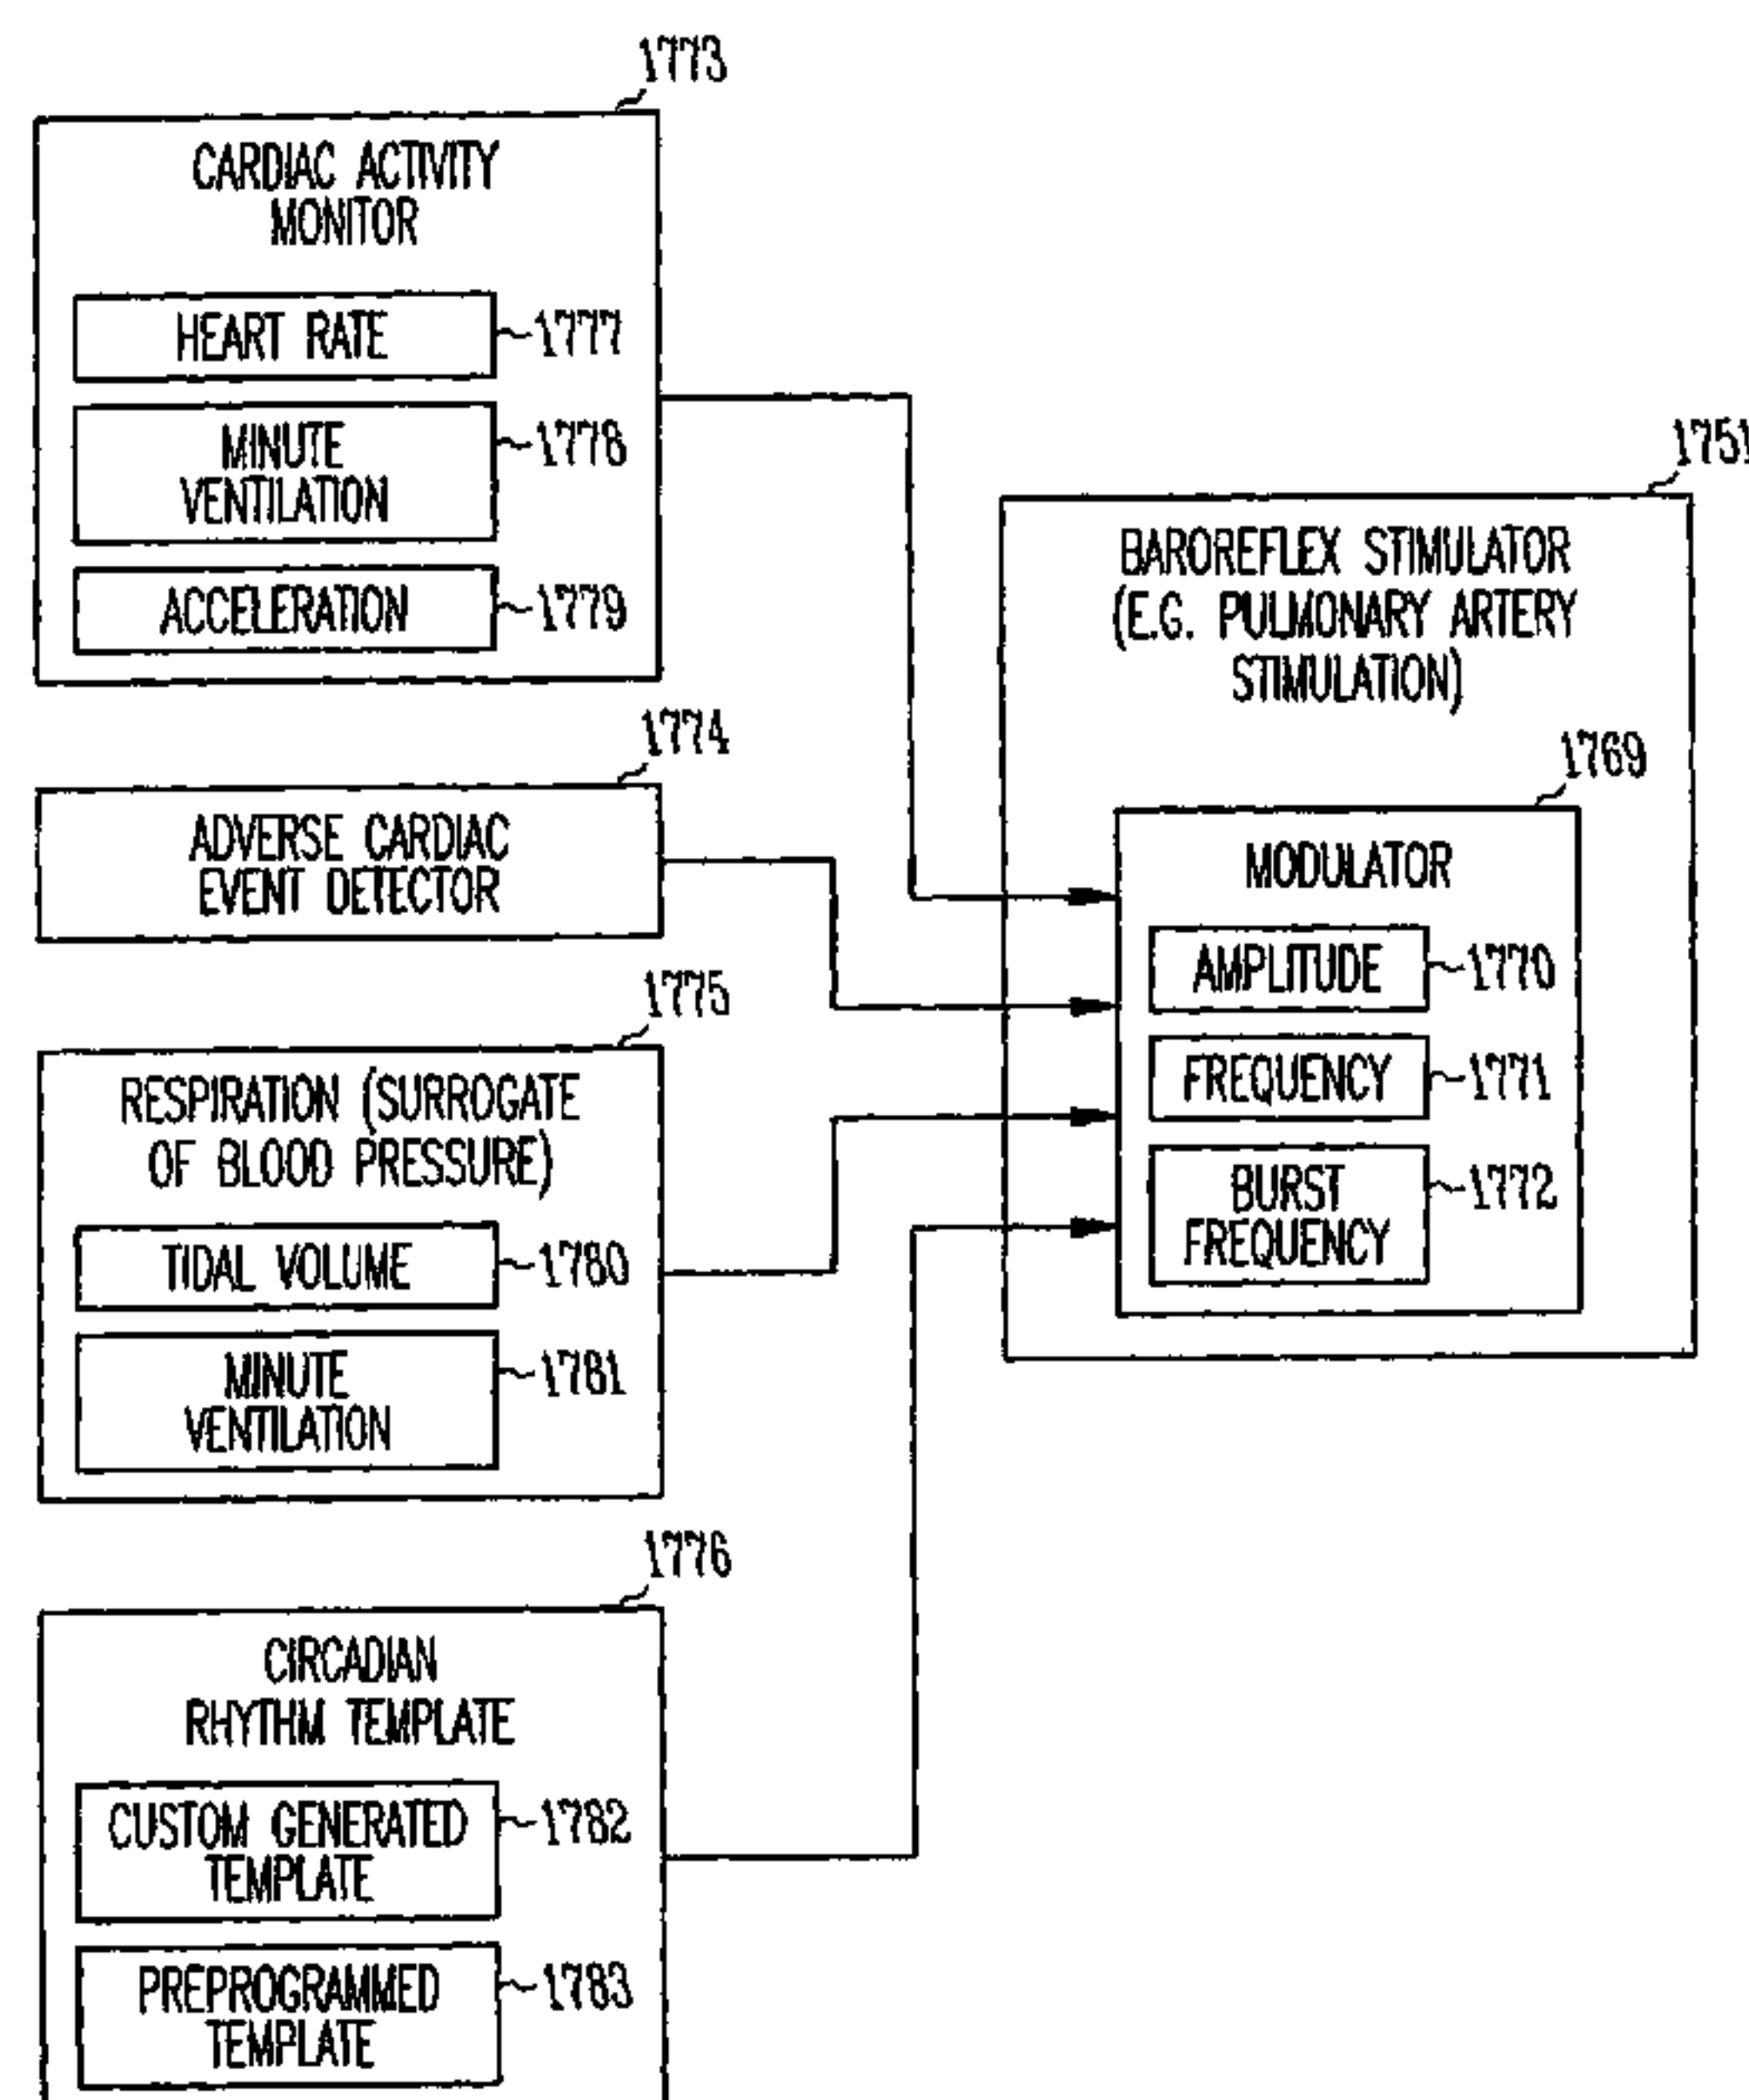 1773
CARDIAC ACTIVITY
MONITOR
HEART RATE
1777
MINUTE
VENTILATION
1778
ACCELERATION
1779
1774
ADVERSE CARDIAC
EVENT DETECTOR
1775
RESPIRATION (SURROGATE
OF BLOOD PRESSURE)
TIDAL VOLUME
1780
MINUTE
VENTILATION
1781
1776
CIRCADIAN
RHYTHM TEMPLATE
CUSTOM GENERATED
TEMPLATE
1782
PREPROGRAMMED
TEMPLATE
1783
1751
BAROREFLEX STIMULATOR
(E.G. PULMONARY ARTERY
STIMULATION)
1769
MODULATOR
AMPLITUDE
1770
FREQUENCY
1771
BURST
FREQUENCY
1772